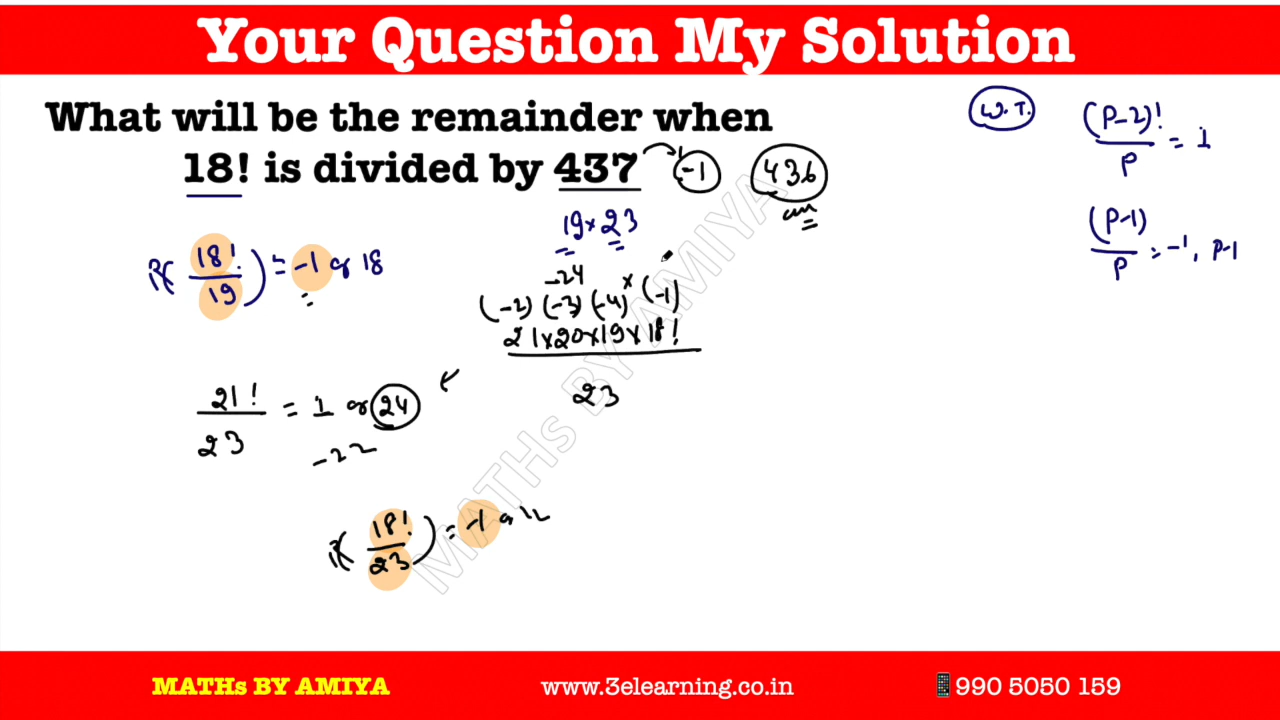 Your Question My Solution
What will be the remainder when
18! is divided by 437
-1
436
ans
W.T.
(P-2)!
P
= 1
(P-1)
P
= -1, P-1
19 x 23
R( 18!
19
) = -1 or 18
-24
(-2) (-3) (-4) x (-1)
21 x 20 x 19 x 18!
23
21!
23
= 1 or 24
-22
R( 18!
23
) = -1 or
MATHs BY AMIYA
MATHs BY AMIYA
www.3elearning.co.in
990 5050 159